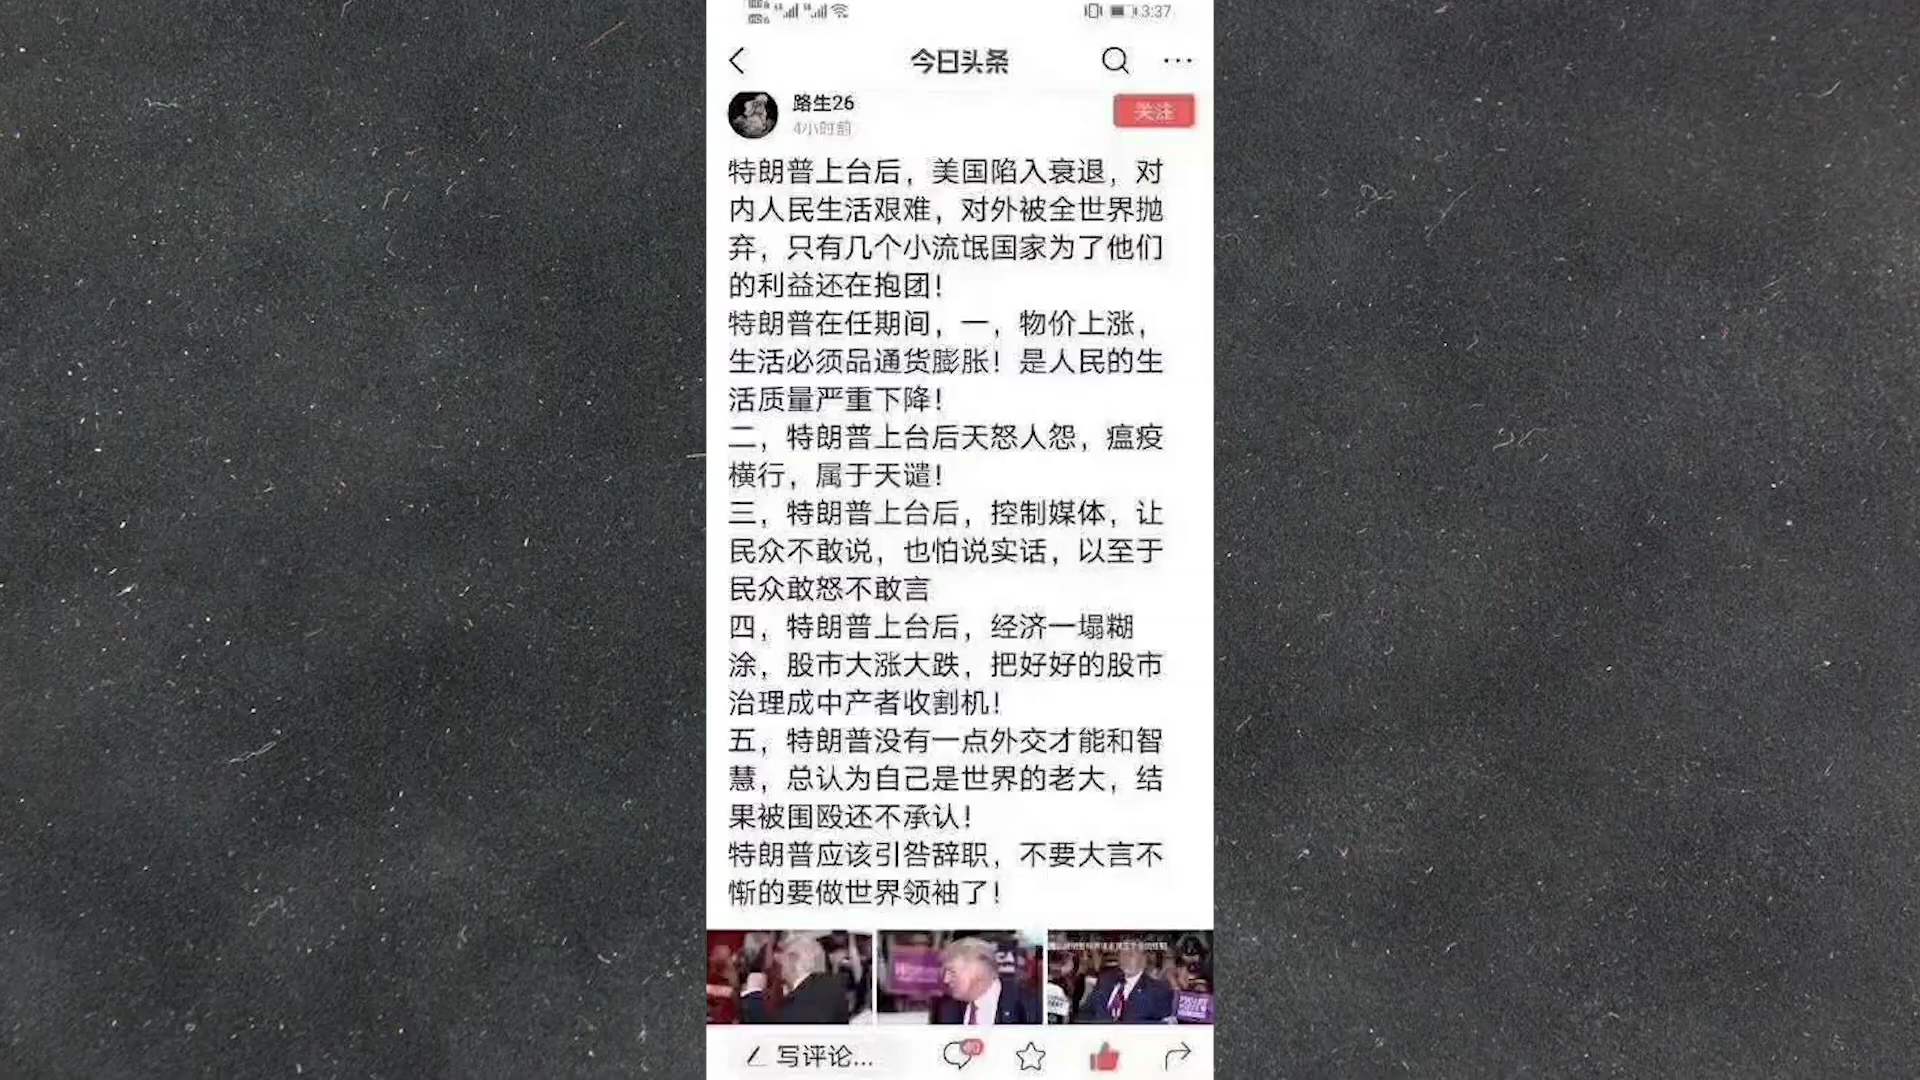 3:37
今日头条
路生26
4小时前
关注
特朗普上台后，美国陷入衰退，对
内人民生活艰难，对外被全世界抛
弃，只有几个小流氓国家为了他们
的利益还在抱团！
特朗普在任期间，一，物价上涨，
生活必须品通货膨胀！是人民的生
活质量严重下降！
二，特朗普上台后天怒人怨，瘟疫
横行，属于天谴！
三，特朗普上台后，控制媒体，让
民众不敢说，也怕说实话，以至于
民众敢怒不敢言
四，特朗普上台后，经济一塌糊
涂，股市大涨大跌，把好好的股市
治理成中产者收割机！
五，特朗普没有一点外交才能和智
慧，总认为自己是世界的老大，结
果被围殴还不承认！
特朗普应该引咎辞职，不要大言不
惭的要做世界领袖了！
写评论...
40